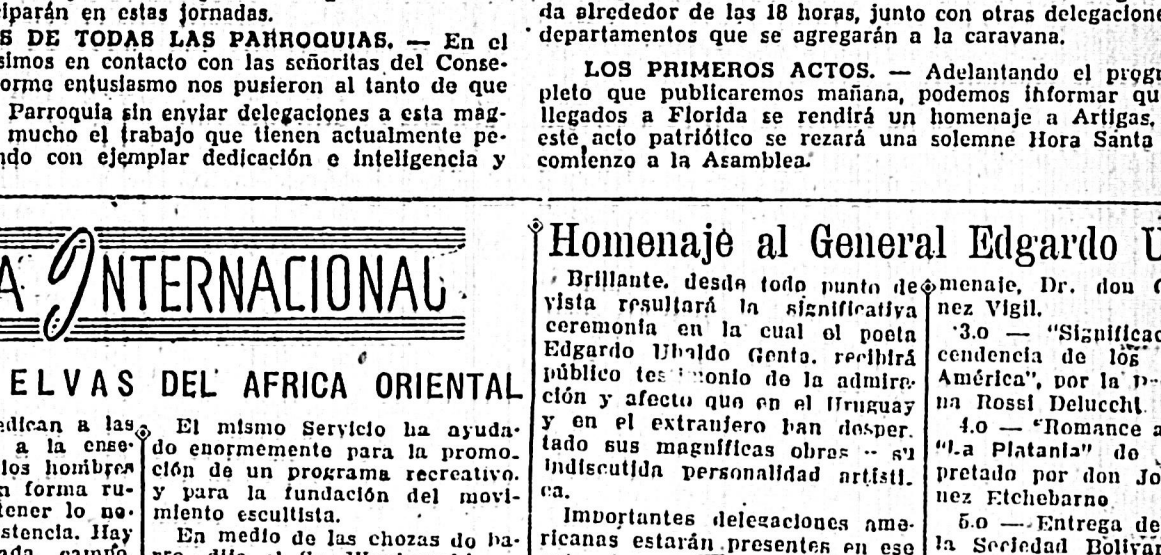 ciparán en estas jornadas.
S DE TODAS LAS PARROQUIAS. — En el
simos en contacto con las señoritas del Conse-
orme entusiasmo nos pusieron al tanto de que
Parroquia sin enviar delegaciones a esta mag-
mucho el trabajo que tienen actualmente pe-
ndo con ejemplar dedicación e inteligencia y
da alrededor de las 18 horas, junto con otras delegacione
departamentos que se agregarán a la caravana.
LOS PRIMEROS ACTOS. — Adelantando el progr
pleto que publicaremos mañana, podemos informar qu
llegados a Florida se rendirá un homenaje a Artigas,
este acto patriótico se rezará una solemne Hora Santa
comienzo a la Asamblea.
A INTERNACIONAL
ELVAS DEL AFRICA ORIENTAL
edican a las
a la ense-
los hombres
n forma ru-
tener lo ne-
istencia. Hay
cada campo
El mismo Servicio ha ayuda-
do enormemente para la promo-
ción de un programa recreativo.
y para la fundación del movi-
miento escultista.
En medio de las chozas de ba-
Homenaje al General Edgardo U
Brillante, desde todo punto de
vista resultará la significativa
ceremonia en la cual el poeta
Edgardo Ubaldo Genta, recibirá
público testimonio de la admira-
ción y afecto que en el Uruguay
y en el extranjero han desper-
tado sus magníficas obras y su
indiscutida personalidad artísti-
ca.
Importantes delegaciones ame-
ricanas estarán presentes en ese
menaje, Dr. don
nez Vigil.
3.o — "Significac
cendencia de los
América", por la
na Rossi Delucchi.
4.o — "Romance a
"La Platania" de
pretado por don Jo
nez Etchebarne
5.o — Entrega de
la Sociedad Bolivar